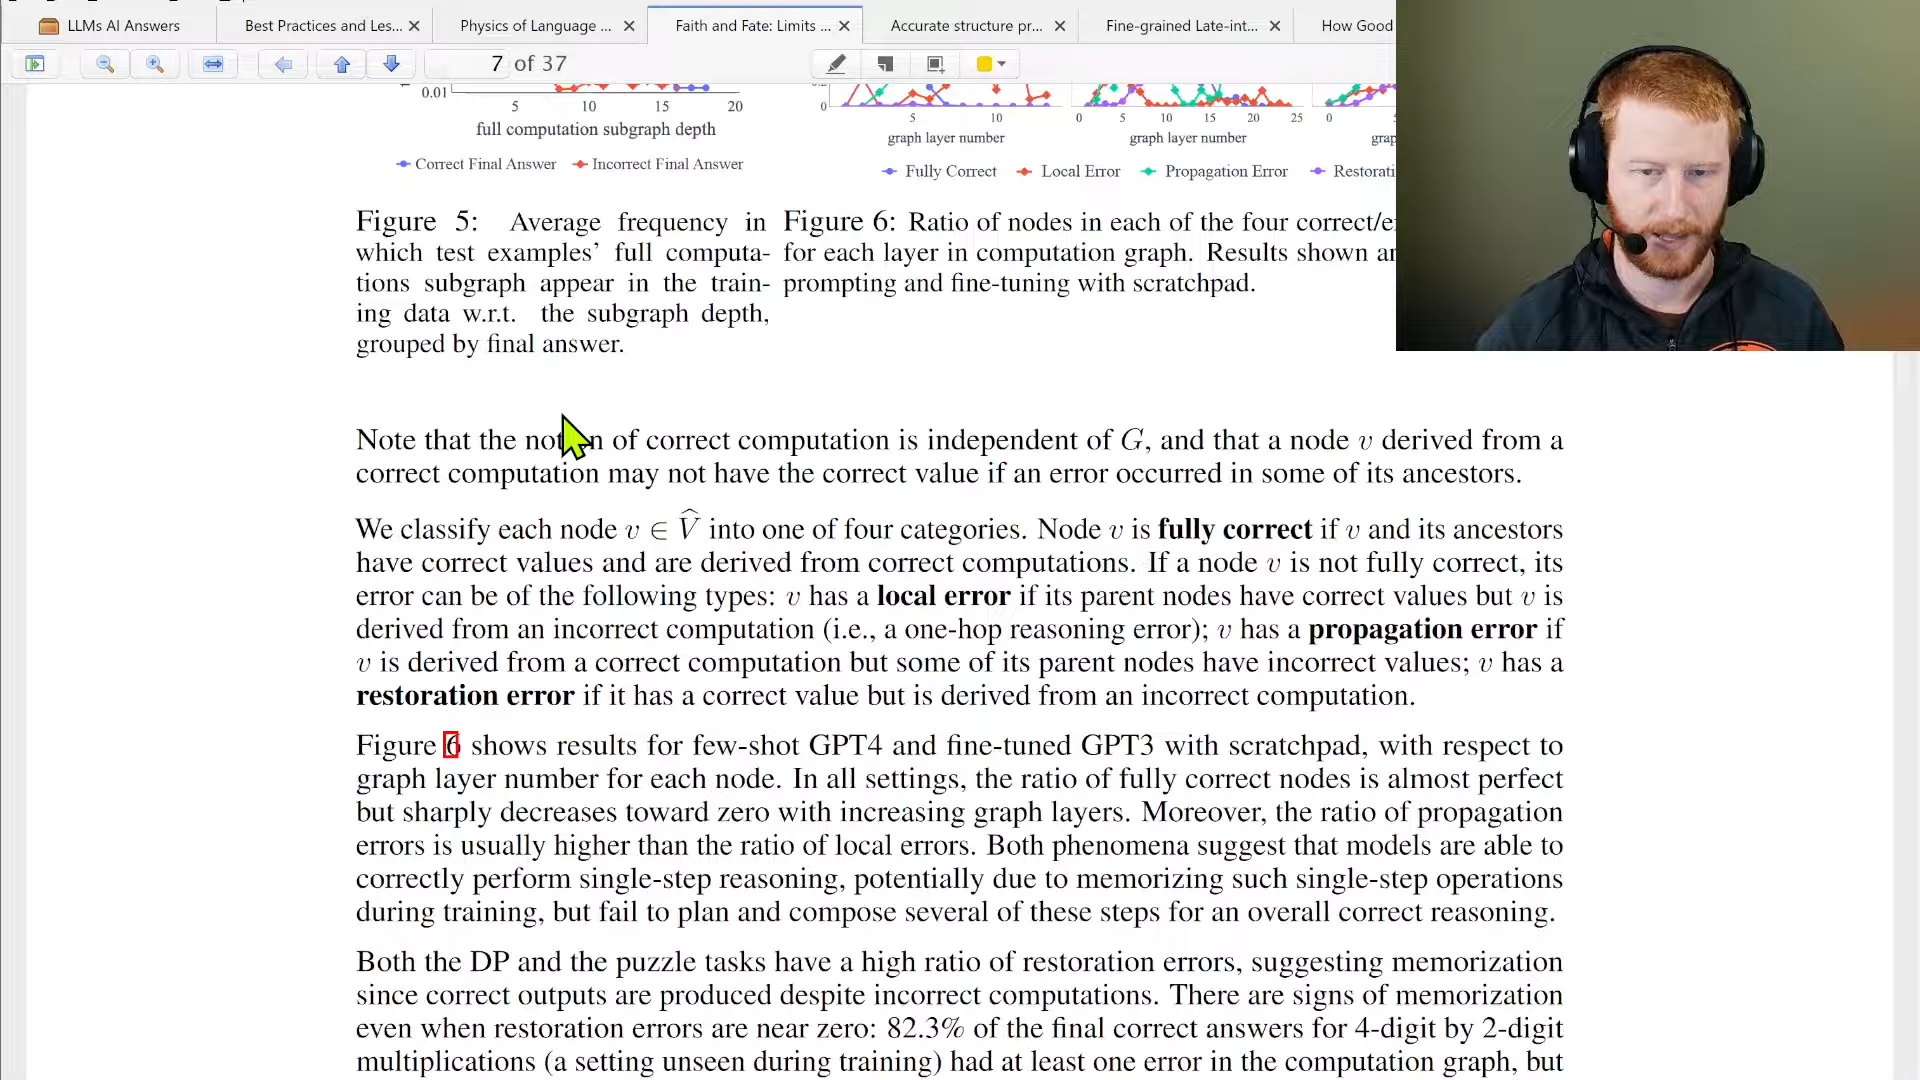 LLMs AI Answers
Best Practices and Les...
Physics of Language ...
Faith and Fate: Limits ...
Accurate structure pr...
Fine-grained Late-int...
How Good
7 of 37
0.01
5 10 15 20
full computation subgraph depth
Correct Final Answer Incorrect Final Answer
0
5 10
graph layer number
0 5 10 15 20 25
graph layer number
0
Fully Correct Local Error Propagation Error Restorati
Figure 5: Average frequency in
which test examples’ full computa-
tions subgraph appear in the train-
ing data w.r.t. the subgraph depth,
grouped by final answer.
Figure 6: Ratio of nodes in each of the four correct/e
for each layer in computation graph. Results shown ar
prompting and fine-tuning with scratchpad.
Note that the notion of correct computation is independent of G, and that a node v derived from a
correct computation may not have the correct value if an error occurred in some of its ancestors.
We classify each node v ∈ V̂ into one of four categories. Node v is fully correct if v and its ancestors
have correct values and are derived from correct computations. If a node v is not fully correct, its
error can be of the following types: v has a local error if its parent nodes have correct values but v is
derived from an incorrect computation (i.e., a one-hop reasoning error); v has a propagation error if
v is derived from a correct computation but some of its parent nodes have incorrect values; v has a
restoration error if it has a correct value but is derived from an incorrect computation.
Figure 6 shows results for few-shot GPT4 and fine-tuned GPT3 with scratchpad, with respect to
graph layer number for each node. In all settings, the ratio of fully correct nodes is almost perfect
but sharply decreases toward zero with increasing graph layers. Moreover, the ratio of propagation
errors is usually higher than the ratio of local errors. Both phenomena suggest that models are able to
correctly perform single-step reasoning, potentially due to memorizing such single-step operations
during training, but fail to plan and compose several of these steps for an overall correct reasoning.
Both the DP and the puzzle tasks have a high ratio of restoration errors, suggesting memorization
since correct outputs are produced despite incorrect computations. There are signs of memorization
even when restoration errors are near zero: 82.3% of the final correct answers for 4-digit by 2-digit
multiplications (a setting unseen during training) had at least one error in the computation graph, but